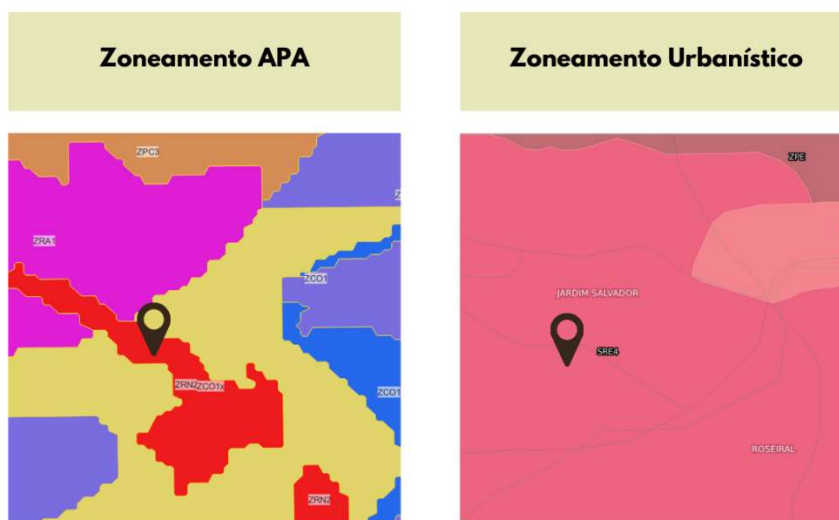 Zoneamento APA
Zoneamento Urbanístico
ZPC3
ZRA1
ZCO1
ZRN2
ZCO1x
ZCO1
ZRN2
ZPE
JARDIM SALVADOR
SRE4
ROSEIRAL